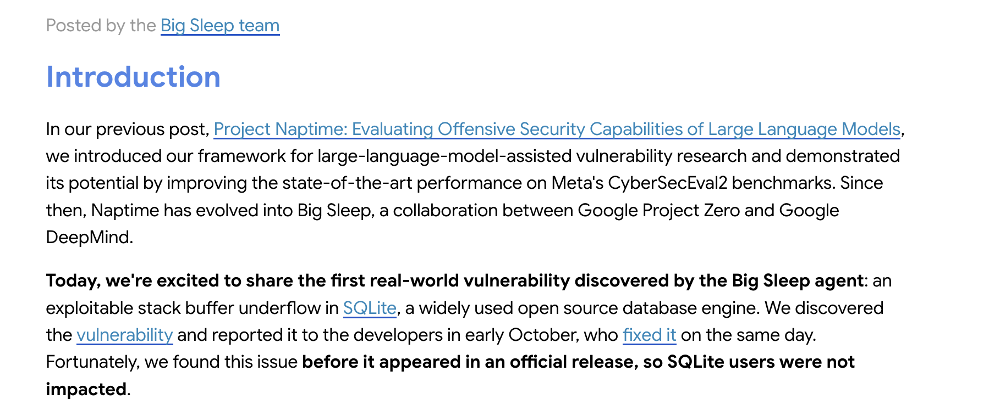 Posted by the Big Sleep team
Introduction
In our previous post, Project Naptime: Evaluating Offensive Security Capabilities of Large Language Models,
we introduced our framework for large-language-model-assisted vulnerability research and demonstrated
its potential by improving the state-of-the-art performance on Meta's CyberSecEval2 benchmarks. Since
then, Naptime has evolved into Big Sleep, a collaboration between Google Project Zero and Google
DeepMind.
Today, we're excited to share the first real-world vulnerability discovered by the Big Sleep agent: an
exploitable stack buffer underflow in SQLite, a widely used open source database engine. We discovered
the vulnerability and reported it to the developers in early October, who fixed it on the same day.
Fortunately, we found this issue before it appeared in an official release, so SQLite users were not
impacted.